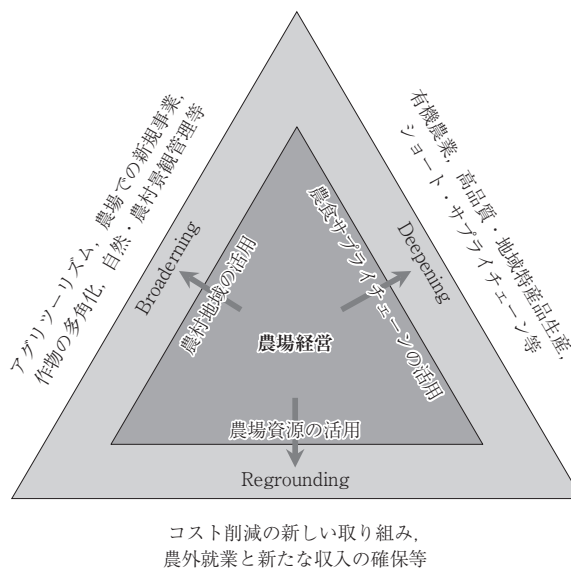 アグリツーリズム，農場での新規事業，
作物の多角化，自然・農村景観管理等
有機農業，高品質・地域特産品生産，
ショート・サプライチェーン等
Broaderning
農村地域の活用
農食サプライチェーンの活用
Deepening
農場経営
農場資源の活用
Regrounding
コスト削減の新しい取り組み，
農外就業と新たな収入の確保等